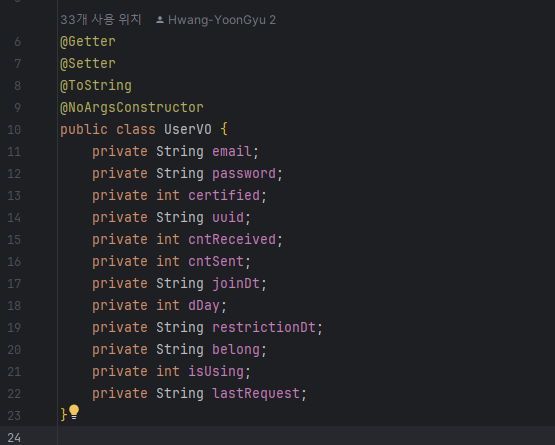 33개 사용 위치 Hwang-YoonGyu 2
6 @Getter
7 @Setter
8 @ToString
9 @NoArgsConstructor
10 public class UserVO {
11 private String email;
12 private String password;
13 private int certified;
14 private String uuid;
15 private int cntReceived;
16 private int cntSent;
17 private String joinDt;
18 private int dDay;
19 private String restrictionDt;
20 private String belong;
21 private int isUsing;
22 private String lastRequest;
23 }
24